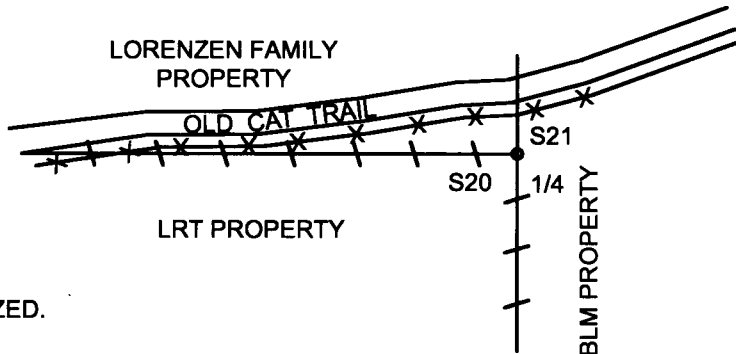 LORENZEN FAMILY
PROPERTY
OLD CAT TRAIL
S21
S20
1/4
LRT PROPERTY
BLM PROPERTY
ZED.